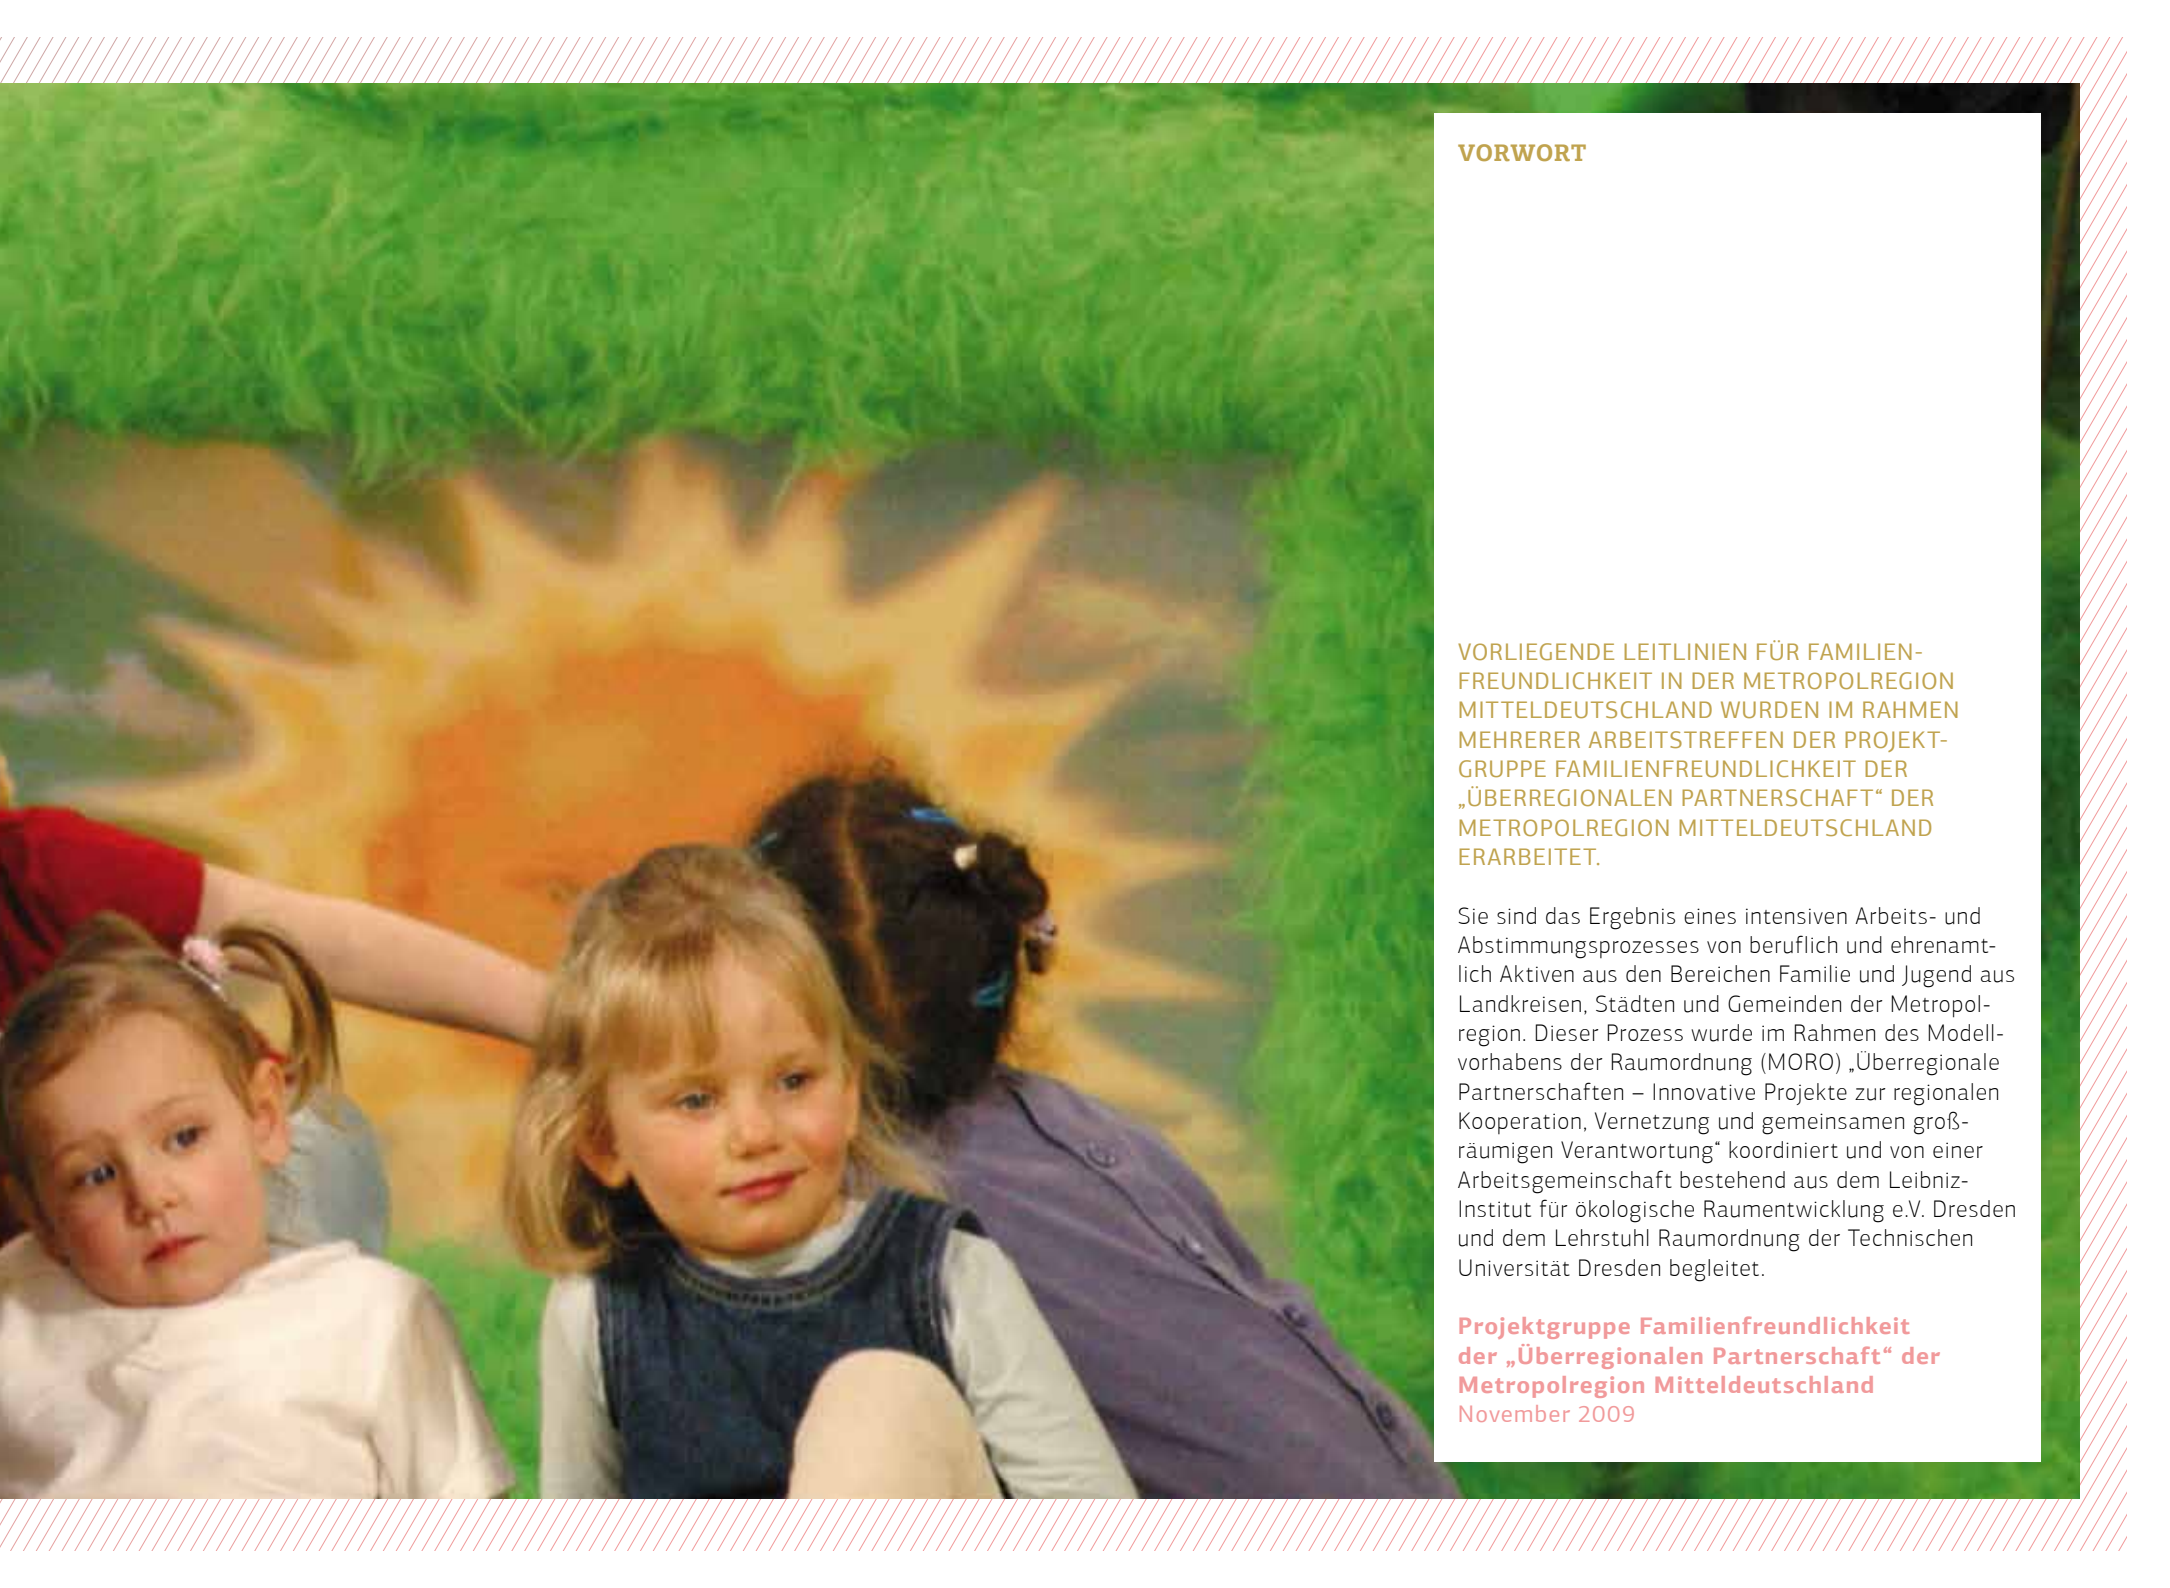 VORWORT
VORLIEGENDE LEITLINIEN FÜR FAMILIEN-
FREUNDLICHKEIT IN DER METROPOLREGION
MITTELDEUTSCHLAND WURDEN IM RAHMEN
MEHRERER ARBEITSTREFFEN DER PROJEKT-
GRUPPE FAMILIENFREUNDLICHKEIT DER
„ÜBERREGIONALEN PARTNERSCHAFT“ DER
METROPOLREGION MITTELDEUTSCHLAND
ERARBEITET.
Sie sind das Ergebnis eines intensiven Arbeits- und
Abstimmungsprozesses von beruflich und ehrenamt-
lich Aktiven aus den Bereichen Familie und Jugend aus
Landkreisen, Städten und Gemeinden der Metropol-
region. Dieser Prozess wurde im Rahmen des Modell-
vorhabens der Raumordnung (MORO) „Überregionale
Partnerschaften – Innovative Projekte zur regionalen
Kooperation, Vernetzung und gemeinsamen groß-
räumigen Verantwortung“ koordiniert und von einer
Arbeitsgemeinschaft bestehend aus dem Leibniz-
Institut für ökologische Raumentwicklung e.V. Dresden
und dem Lehrstuhl Raumordnung der Technischen
Universität Dresden begleitet.
Projektgruppe Familienfreundlichkeit
der „Überregionalen Partnerschaft“ der
Metropolregion Mitteldeutschland
November 2009